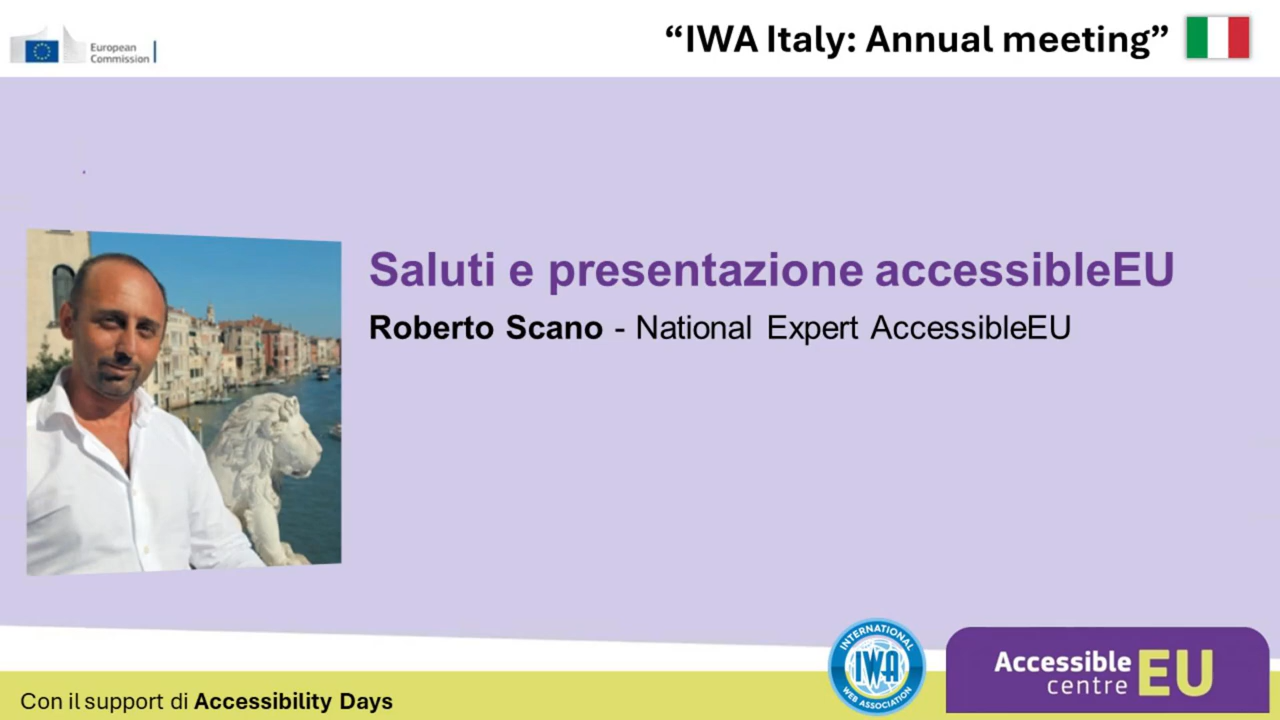 European
Commission
“IWA Italy: Annual meeting”
Saluti e presentazione accessibleEU
Roberto Scano - National Expert AccessibleEU
INTERNATIONAL
IWA
WEB ASSOCIATION
Accessible
centre EU
Con il support di Accessibility Days